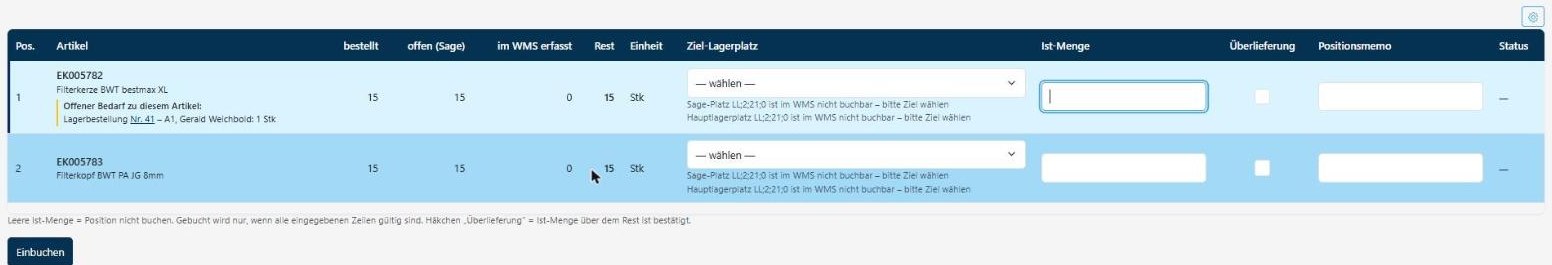 Pos. Artikel bestellt offen (Sage) im WMS erfasst Rest Einheit Ziel-Lagerplatz Ist-Menge Überlieferung Positionsmemo Status
EK005782
Filterkerze BWT bestmax XL
1 15 15 0 15 Stk — wählen — —
Offener Bedarf zu diesem Artikel:
Lagerbestellung Nr. 41 – A1, Gerald Weichbold: 1 Stk
Sage-Platz LL;2;21;0 ist im WMS nicht buchbar – bitte Ziel wählen
Hauptlagerplatz LL;2;21;0 ist im WMS nicht buchbar – bitte Ziel wählen
EK005783
Filterkopf BWT PA JG 8mm
2 15 15 0 15 Stk — wählen — —
Sage-Platz LL;2;21;0 ist im WMS nicht buchbar – bitte Ziel wählen
Hauptlagerplatz LL;2;21;0 ist im WMS nicht buchbar – bitte Ziel wählen
Leere Ist-Menge = Position nicht buchen. Gebucht wird nur, wenn alle eingegebenen Zeilen gültig sind. Häkchen „Überlieferung" = Ist-Menge über dem Rest ist bestätigt.
Einbuchen